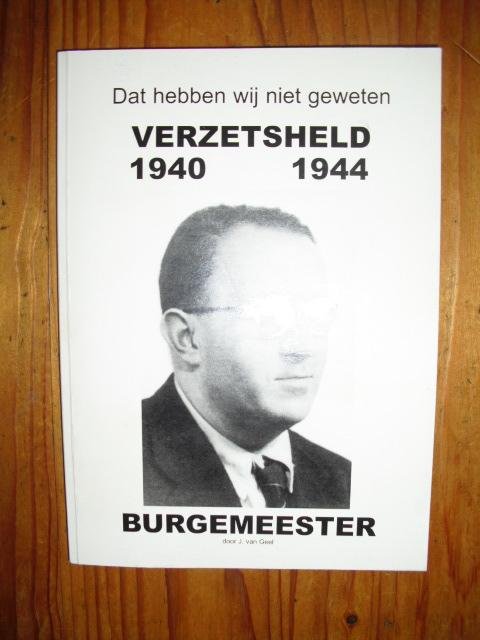 Dat hebben wij niet geweten
VERZETSHELD
1940 1944
BURGEMEESTER
door J. van Geel